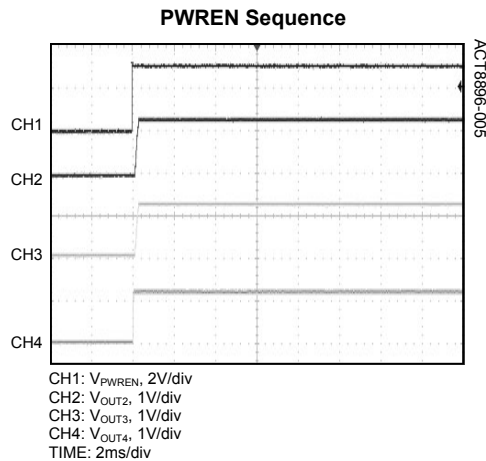 PWREN Sequence
ACT8896-005
CH1
CH2
CH3
CH4
CH1: VPWREN, 2V/div
CH2: VOUT2, 1V/div
CH3: VOUT3, 1V/div
CH4: VOUT4, 1V/div
TIME: 2ms/div